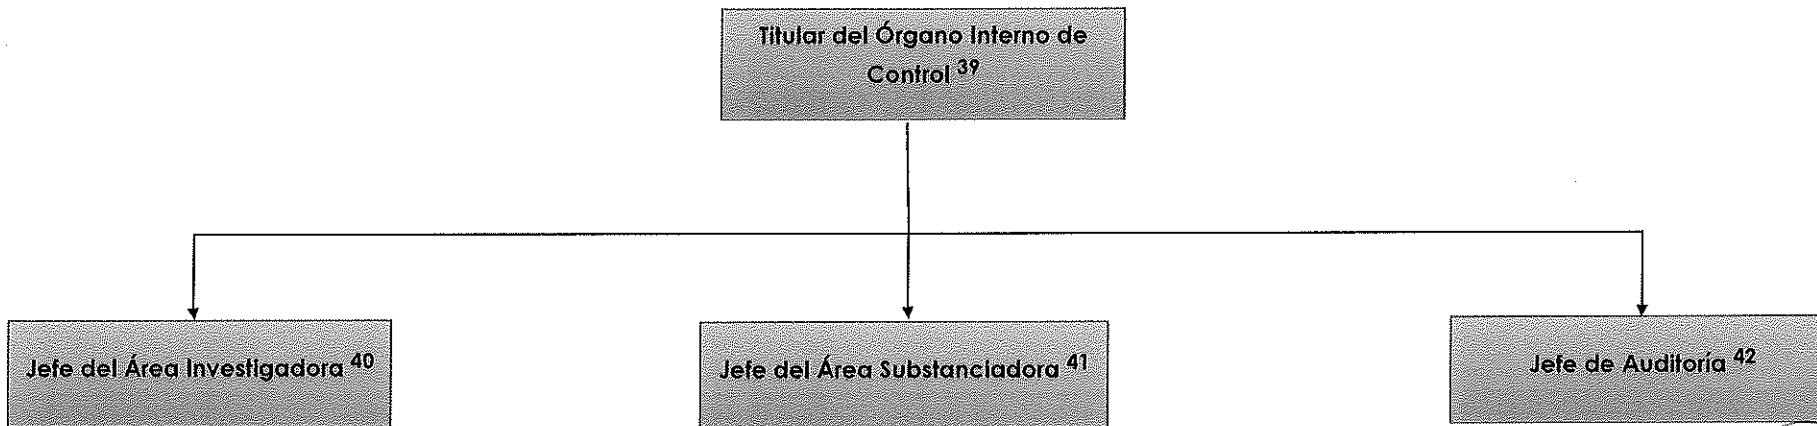 Titular del Órgano Interno de
Control 39
Jefe del Área Investigadora 40
Jefe del Área Substanciadora 41
Jefe de Auditoría 42